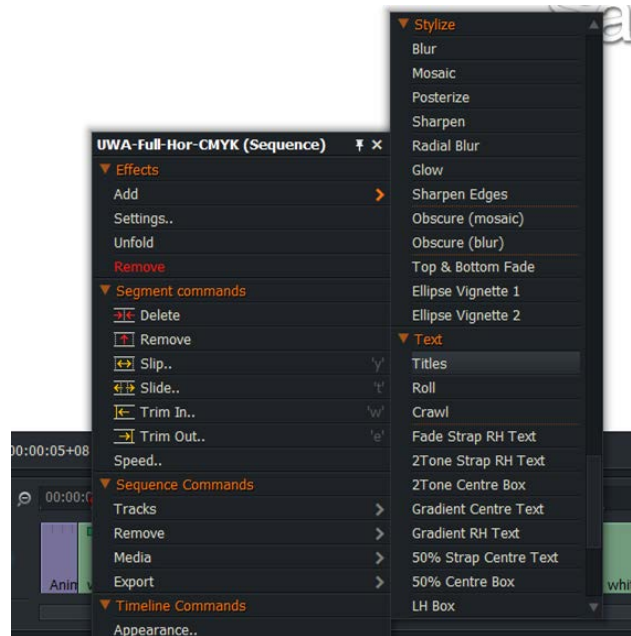 UWA-Full-Hor-CMYK (Sequence)
Effects
Add
Settings..
Unfold
Remove
Segment commands
Delete
Remove
Slip.. 'y'
Slide.. 't'
Trim In.. 'w'
Trim Out.. 'e'
Speed..
Sequence Commands
Tracks
Remove
Media
Export
Timeline Commands
Appearance..
Stylize
Blur
Mosaic
Posterize
Sharpen
Radial Blur
Glow
Sharpen Edges
Obscure (mosaic)
Obscure (blur)
Top & Bottom Fade
Ellipse Vignette 1
Ellipse Vignette 2
Text
Titles
Roll
Crawl
Fade Strap RH Text
2Tone Strap RH Text
2Tone Centre Box
Gradient Centre Text
Gradient RH Text
50% Strap Centre Text
50% Centre Box
LH Box
00:00:05+08
00:00:0
Anim
whi